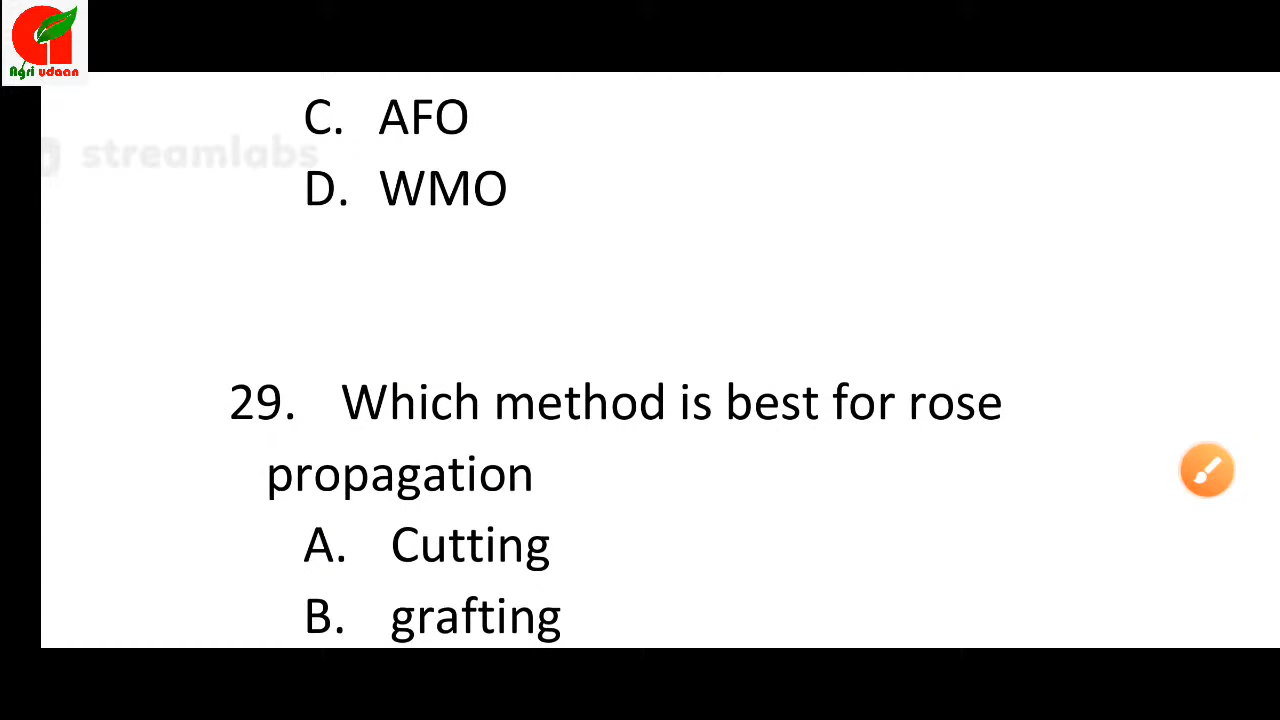 Agri udaan
C. AFO
streamlabs
D. WMO
29. Which method is best for rose
propagation
A. Cutting
B. grafting